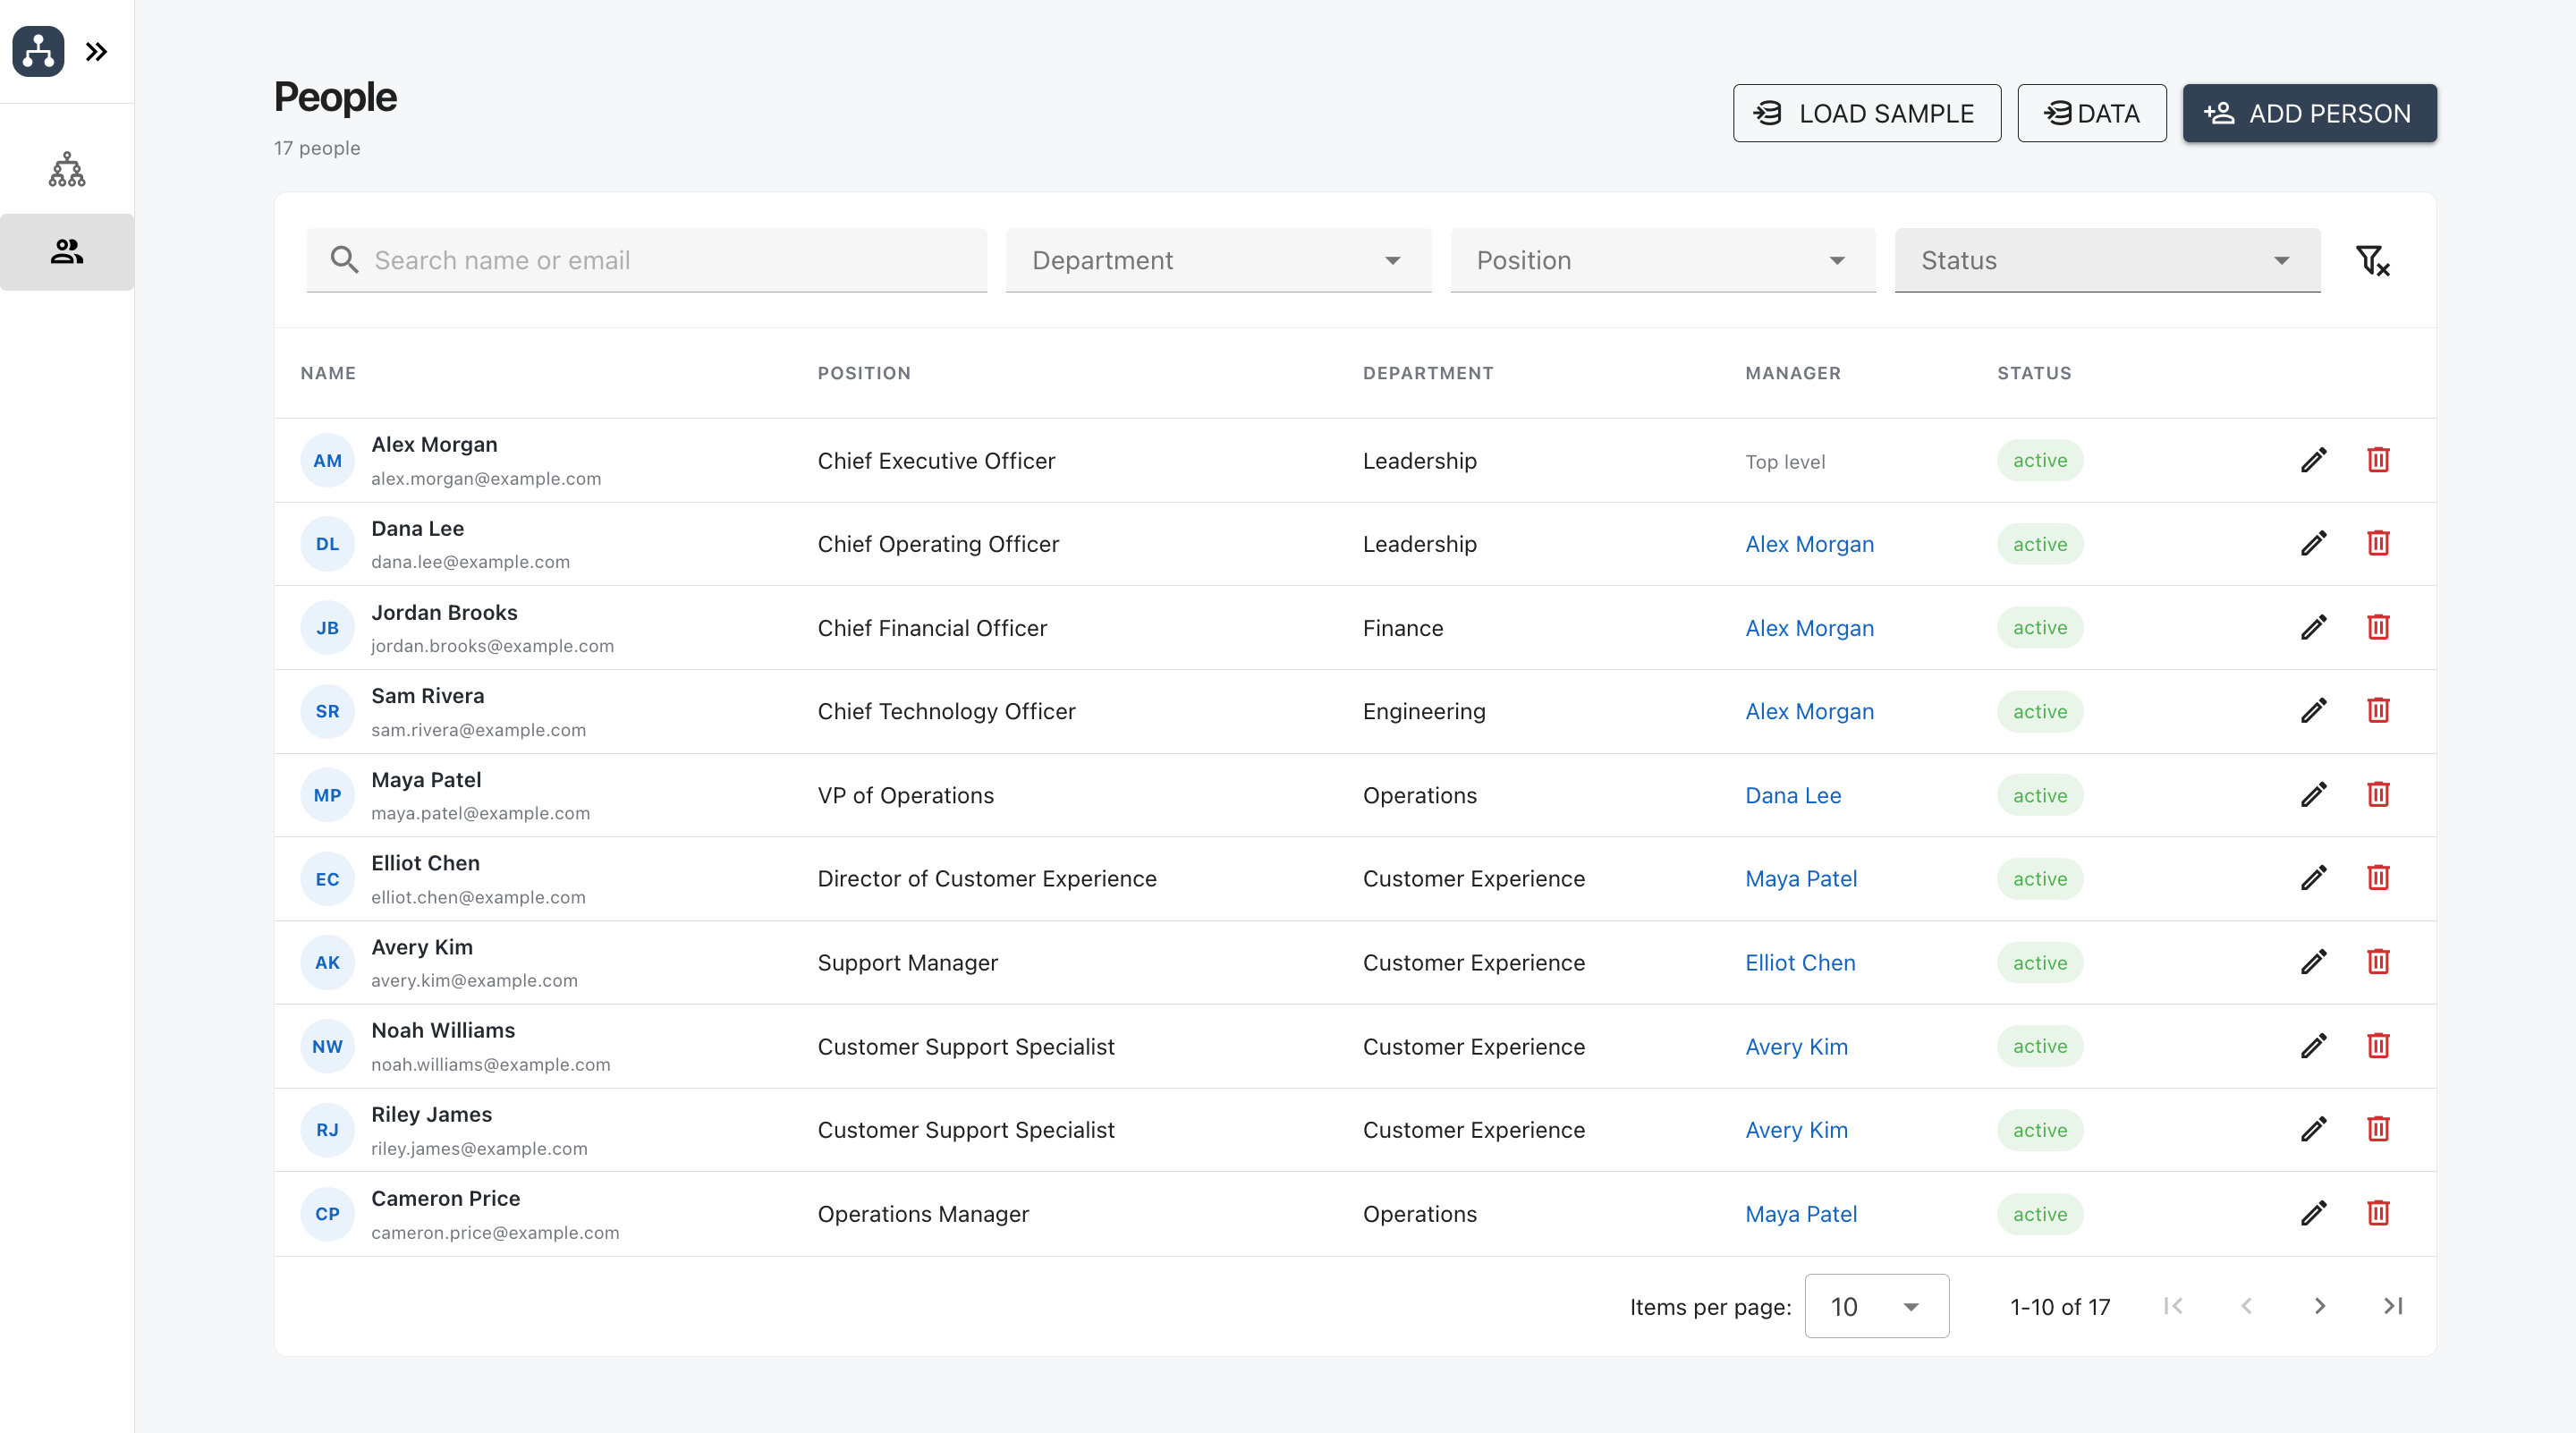 People
17 people
LOAD SAMPLE
DATA
ADD PERSON
Search name or email
Department
Position
Status
NAME POSITION DEPARTMENT MANAGER STATUS
AM Alex Morgan
alex.morgan@example.com
Chief Executive Officer Leadership Top level active
DL Dana Lee
dana.lee@example.com
Chief Operating Officer Leadership Alex Morgan active
JB Jordan Brooks
jordan.brooks@example.com
Chief Financial Officer Finance Alex Morgan active
SR Sam Rivera
sam.rivera@example.com
Chief Technology Officer Engineering Alex Morgan active
MP Maya Patel
maya.patel@example.com
VP of Operations Operations Dana Lee active
EC Elliot Chen
elliot.chen@example.com
Director of Customer Experience Customer Experience Maya Patel active
AK Avery Kim
avery.kim@example.com
Support Manager Customer Experience Elliot Chen active
NW Noah Williams
noah.williams@example.com
Customer Support Specialist Customer Experience Avery Kim active
RJ Riley James
riley.james@example.com
Customer Support Specialist Customer Experience Avery Kim active
CP Cameron Price
cameron.price@example.com
Operations Manager Operations Maya Patel active
Items per page: 10 1-10 of 17